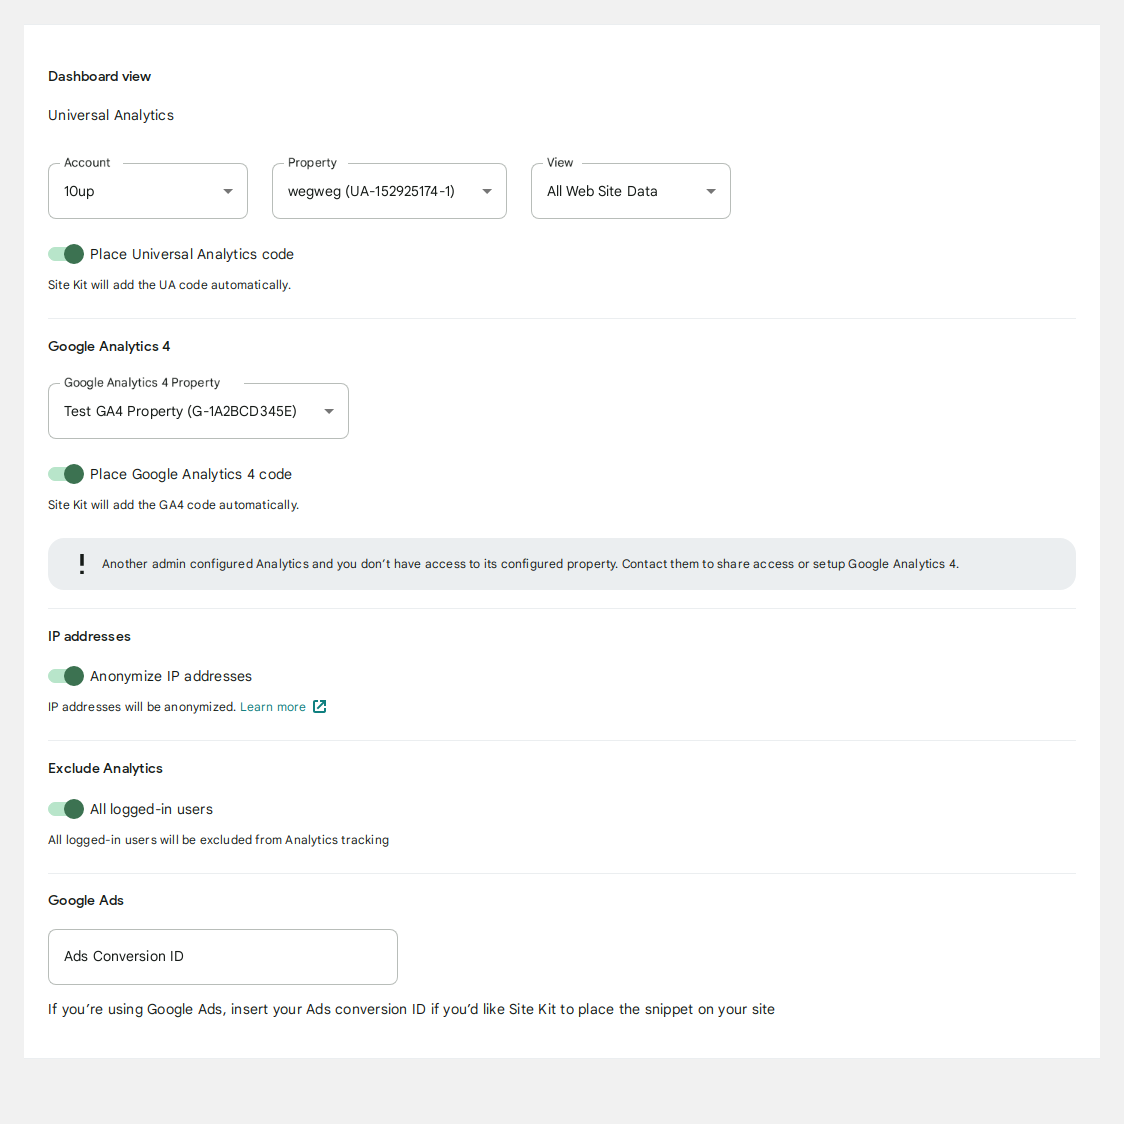 Dashboard view
Universal Analytics
Account
10up
Property
wegweg (UA-152925174-1)
View
All Web Site Data
Place Universal Analytics code
Site Kit will add the UA code automatically.
Google Analytics 4
Google Analytics 4 Property
Test GA4 Property (G-1A2BCD345E)
Place Google Analytics 4 code
Site Kit will add the GA4 code automatically.
Another admin configured Analytics and you don’t have access to its configured property. Contact them to share access or setup Google Analytics 4.
IP addresses
Anonymize IP addresses
IP addresses will be anonymized. Learn more
Exclude Analytics
All logged-in users
All logged-in users will be excluded from Analytics tracking
Google Ads
Ads Conversion ID
If you’re using Google Ads, insert your Ads conversion ID if you’d like Site Kit to place the snippet on your site